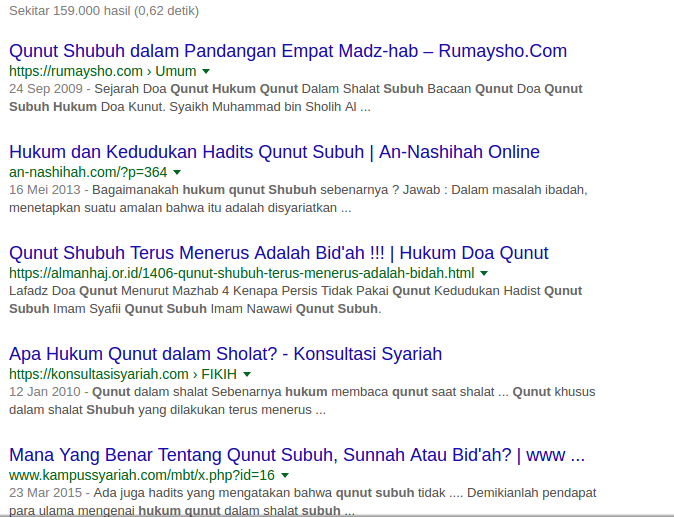 Sekitar 159.000 hasil (0,62 detik)
Qunut Shubuh dalam Pandangan Empat Madz-hab – Rumaysho.Com
https://rumaysho.com › Umum
24 Sep 2009 - Sejarah Doa Qunut Hukum Qunut Dalam Shalat Subuh Bacaan Qunut Doa Qunut
Subuh Hukum Doa Kunut. Syaikh Muhammad bin Sholih Al ...
Hukum dan Kedudukan Hadits Qunut Subuh | An-Nashihah Online
an-nashihah.com/?p=364
16 Mei 2013 - Bagaimanakah hukum qunut Shubuh sebenarnya ? Jawab : Dalam masalah ibadah,
menetapkan suatu amalan bahwa itu adalah disyariatkan ...
Qunut Shubuh Terus Menerus Adalah Bid'ah !!! | Hukum Doa Qunut
https://almanhaj.or.id/1406-qunut-shubuh-terus-menerus-adalah-bidah.html
Lafadz Doa Qunut Menurut Mazhab 4 Kenapa Persis Tidak Pakai Qunut Kedudukan Hadist Qunut
Subuh Imam Syafii Qunut Subuh Imam Nawawi Qunut Subuh.
Apa Hukum Qunut dalam Sholat? - Konsultasi Syariah
https://konsultasisyariah.com › FIKIH
12 Jan 2010 - Qunut dalam shalat Sebenarnya hukum membaca qunut saat shalat ... Qunut khusus
dalam shalat Shubuh yang dilakukan terus menerus ...
Mana Yang Benar Tentang Qunut Subuh, Sunnah Atau Bid'ah? | www ...
www.kampussyariah.com/mbt/x.php?id=16
23 Mar 2015 - Ada juga hadits yang mengatakan bahwa qunut subuh tidak .... Demikianlah pendapat
para ulama mengenai hukum qunut dalam shalat subuh ...